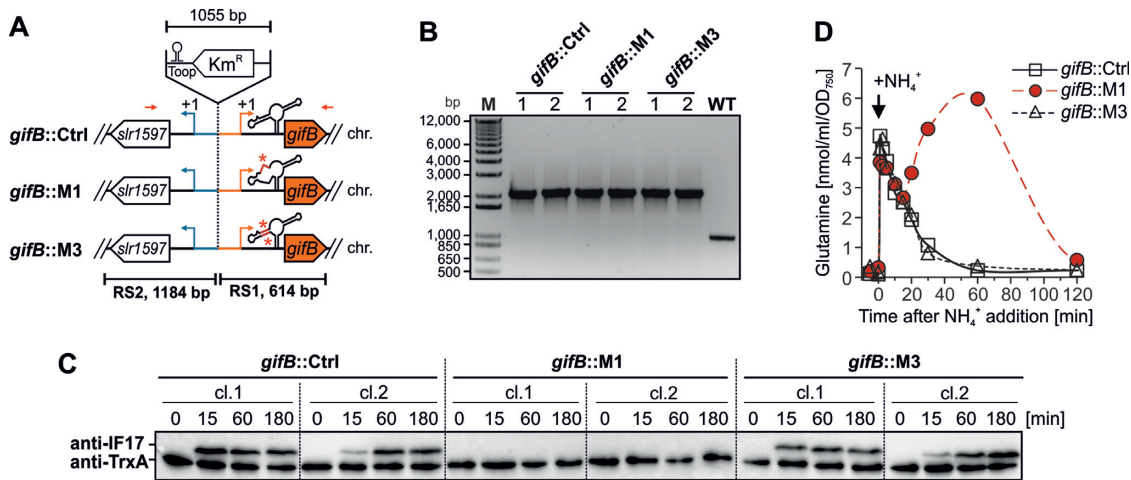 A
1055 bp
Toop
Km^R
+1 +1
gifB::Ctrl slr1597 gifB chr.
* 
gifB::M1 slr1597 gifB chr.
*
*
gifB::M3 slr1597 gifB chr.
RS2, 1184 bp RS1, 614 bp
B
gifB::Ctrl gifB::M1 gifB::M3
bp M 1 2 1 2 1 2 WT
12,000
6,000
4,000
3,000
2,000
1,650
1,000
850
650
500
D
gifB::Ctrl
gifB::M1
gifB::M3
+NH₄⁺
Glutamine [nmol/ml/OD₇₅₀]
7
6
5
4
3
2
1
0
0 20 40 60 80 100 120
Time after NH₄⁺ addition [min]
C
gifB::Ctrl gifB::M1 gifB::M3
cl.1 cl.2 cl.1 cl.2 cl.1 cl.2
0 15 60 180 0 15 60 180 0 15 60 180 0 15 60 180 0 15 60 180 0 15 60 180 [min]
anti-IF17
anti-TrxA